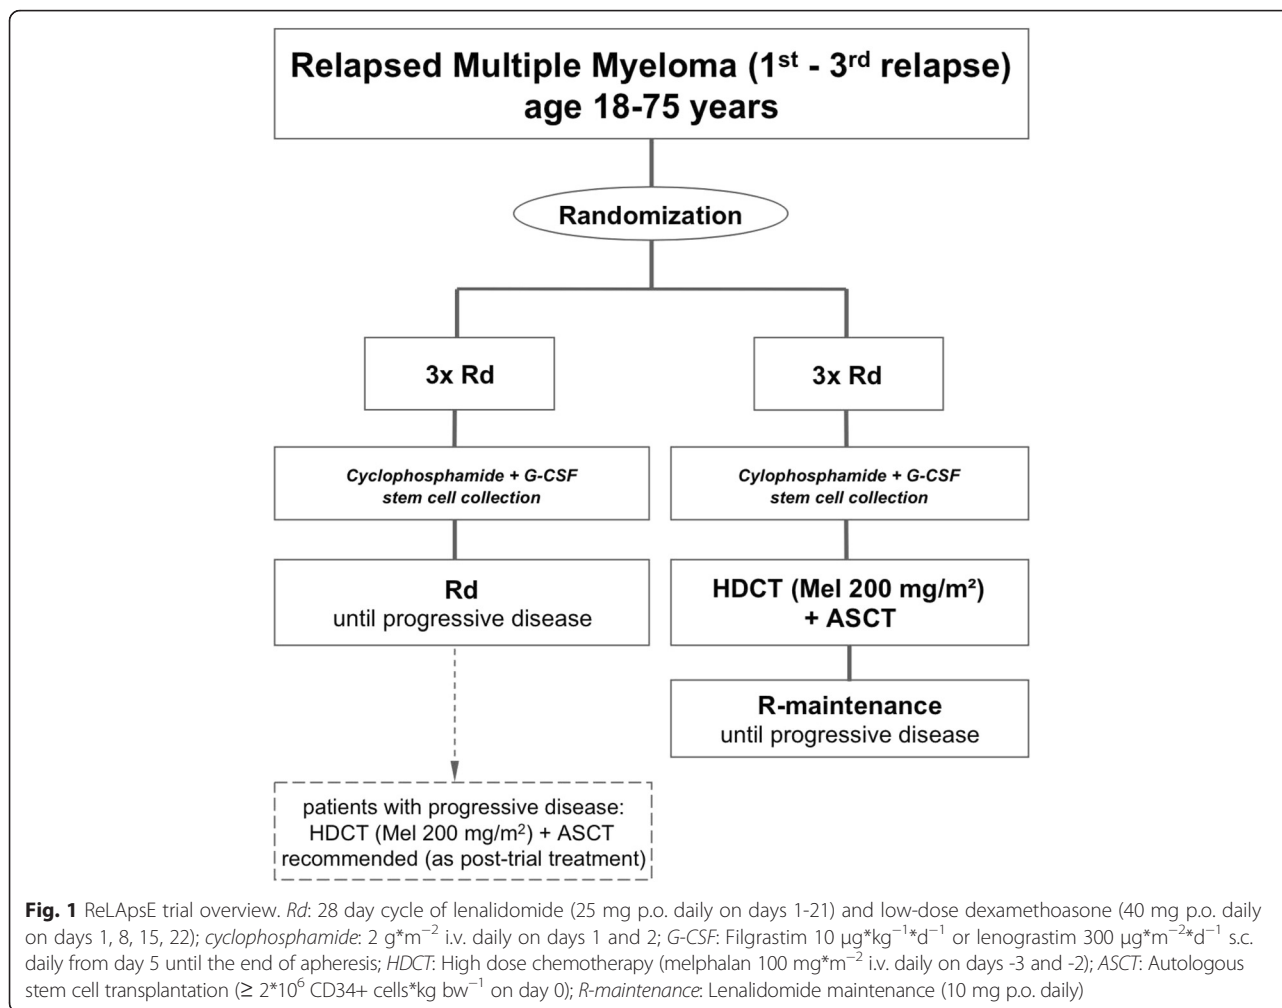 Relapsed Multiple Myeloma (1st - 3rd relapse)
age 18-75 years
Randomization
3x Rd
3x Rd
Cyclophosphamide + G-CSF
stem cell collection
Cylophosphamide + G-CSF
stem cell collection
Rd
until progressive disease
HDCT (Mel 200 mg/m²)
+ ASCT
R-maintenance
until progressive disease
patients with progressive disease:
HDCT (Mel 200 mg/m²) + ASCT
recommended (as post-trial treatment)
Fig. 1 ReLApsE trial overview. Rd: 28 day cycle of lenalidomide (25 mg p.o. daily on days 1-21) and low-dose dexamethoasone (40 mg p.o. daily
on days 1, 8, 15, 22); cyclophosphamide: 2 g*m⁻² i.v. daily on days 1 and 2; G-CSF: Filgrastim 10 μg*kg⁻¹*d⁻¹ or lenograstim 300 μg*m⁻²*d⁻¹ s.c.
daily from day 5 until the end of apheresis; HDCT: High dose chemotherapy (melphalan 100 mg*m⁻² i.v. daily on days -3 and -2); ASCT: Autologous
stem cell transplantation (≥ 2*10⁶ CD34+ cells*kg bw⁻¹ on day 0); R-maintenance: Lenalidomide maintenance (10 mg p.o. daily)